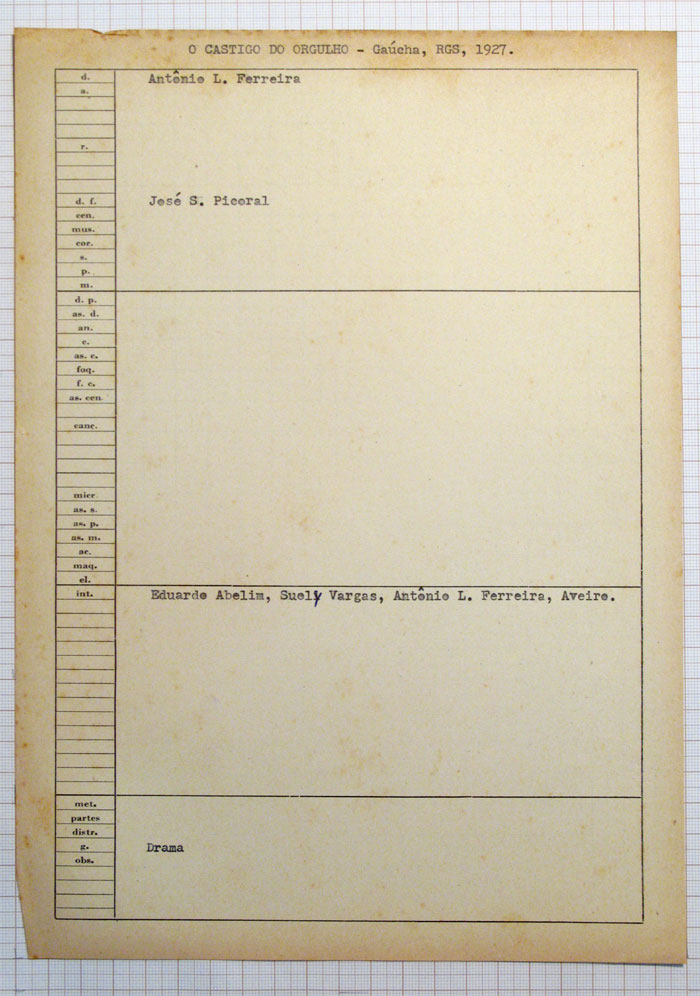 O CASTIGO DO ORGULHO - Gaúcha, RGS, 1927.
d. Antônio L. Ferreira
a.
r.
d. f. José S. Picoral
cen.
mus.
cor.
s.
p.
m.
d. p.
as. d.
an.
c.
as. c.
foq.
f. c.
as. cen.
canc.
micr.
as. s.
as. p.
as. m.
ac.
maq.
el.
int. Eduardo Abelim, Suely Vargas, Antônio L. Ferreira, Aveiro.
met.
partes
distr.
g. Drama
obs.